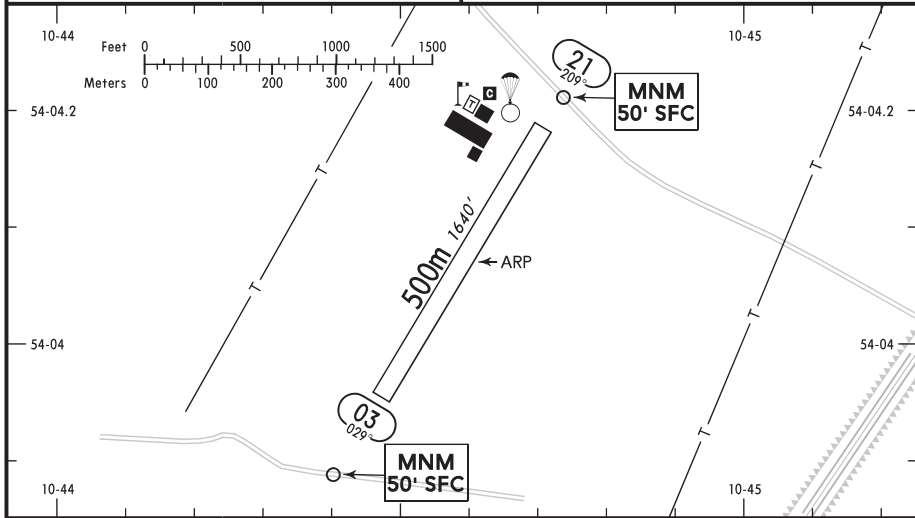 10-44
10-45
Feet 0 500 1000 1500
Meters 0 100 200 300 400
21
209°
MNM
50' SFC
54-04.2
54-04.2
T
C
T
T
T
T
T
T
500m 1640'
ARP
54-04
54-04
03
029°
MNM
50' SFC
10-44
10-45